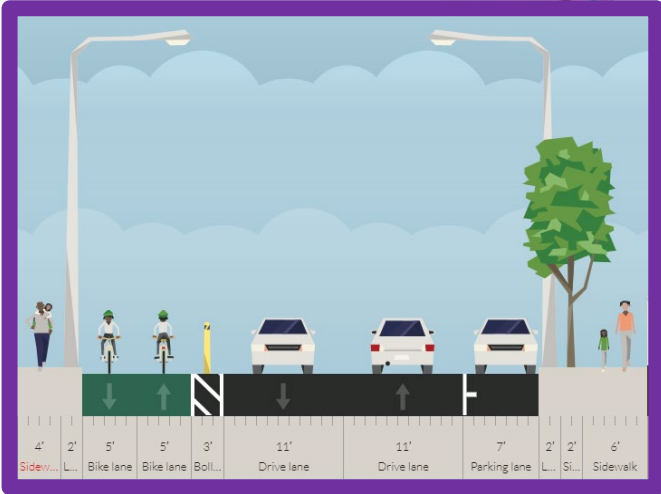 4' 2' 5' 5' 3' 11' 11' 7' 2' 2' 6'
Sidew... L... Bike lane Bike lane Boll... Drive lane Drive lane Parking lane L... Si... Sidewalk